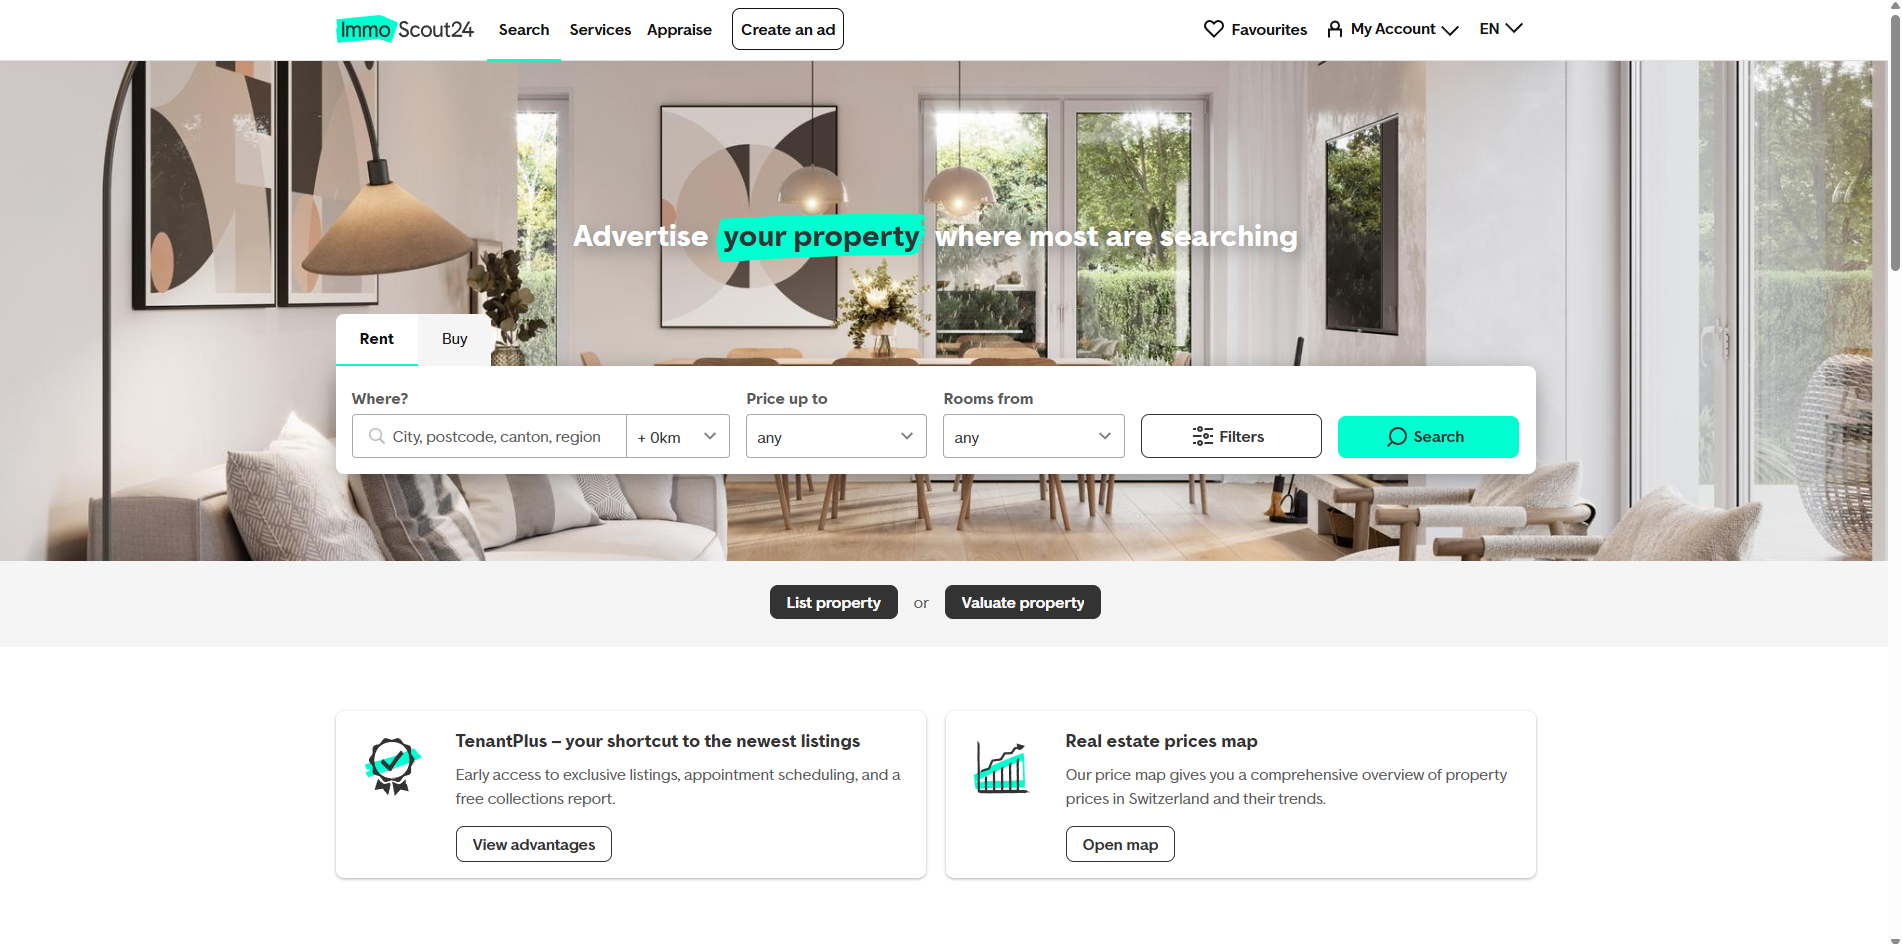 ImmoScout24 Search Services Appraise Create an ad Favourites My Account EN
Advertise your property where most are searching
Rent Buy
Where? Price up to Rooms from
City, postcode, canton, region + 0km any any Filters Search
List property or Valuate property
TenantPlus – your shortcut to the newest listings
Early access to exclusive listings, appointment scheduling, and a
free collections report.
View advantages
Real estate prices map
Our price map gives you a comprehensive overview of property
prices in Switzerland and their trends.
Open map